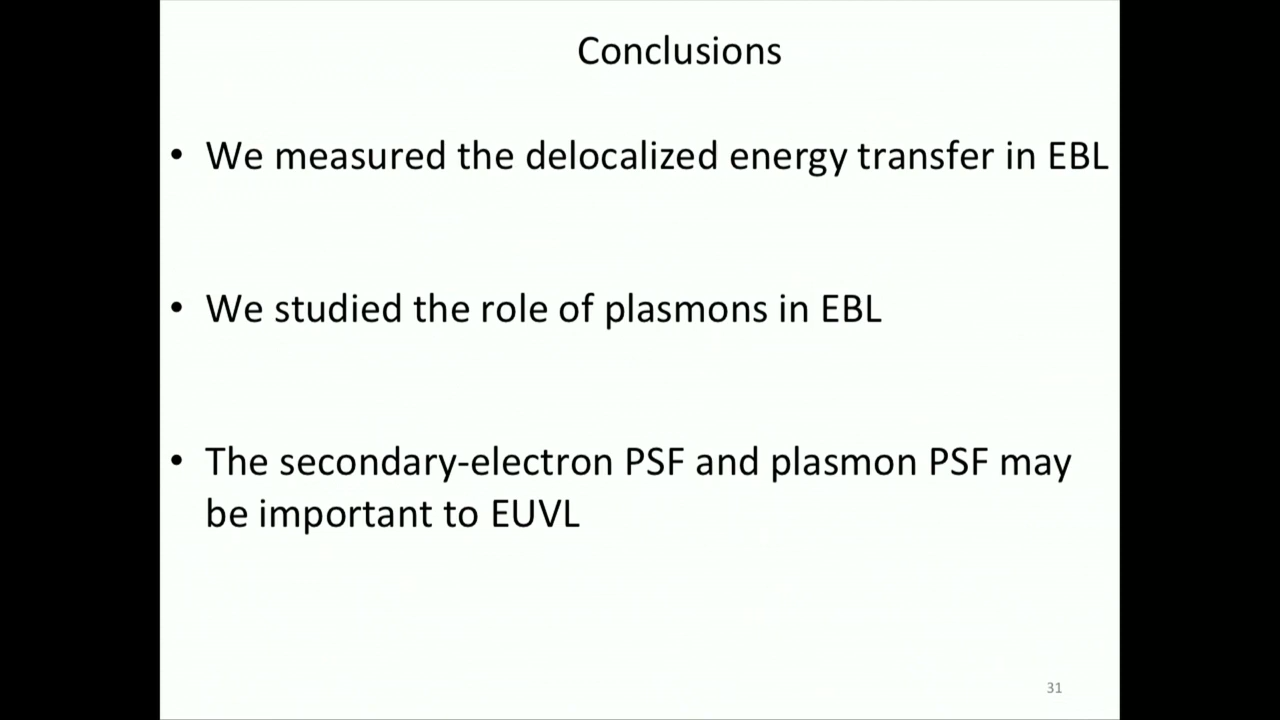 Conclusions
• We measured the delocalized energy transfer in EBL
• We studied the role of plasmons in EBL
• The secondary-electron PSF and plasmon PSF may
be important to EUVL
31